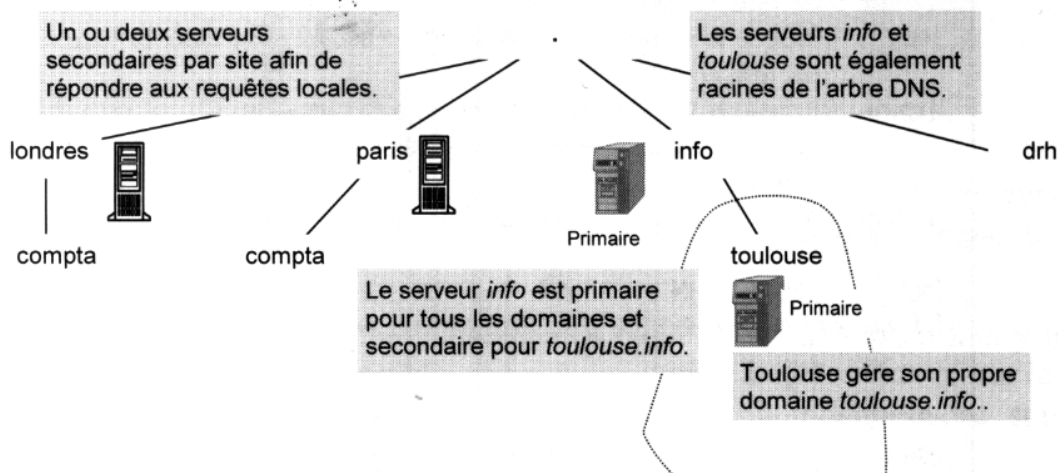 Un ou deux serveurs
secondaires par site afin de
répondre aux requêtes locales.
.
Les serveurs info et
toulouse sont également
racines de l'arbre DNS.
londres
paris
info
drh
compta
compta
Primaire
toulouse
Primaire
Le serveur info est primaire
pour tous les domaines et
secondaire pour toulouse.info.
Toulouse gère son propre
domaine toulouse.info..